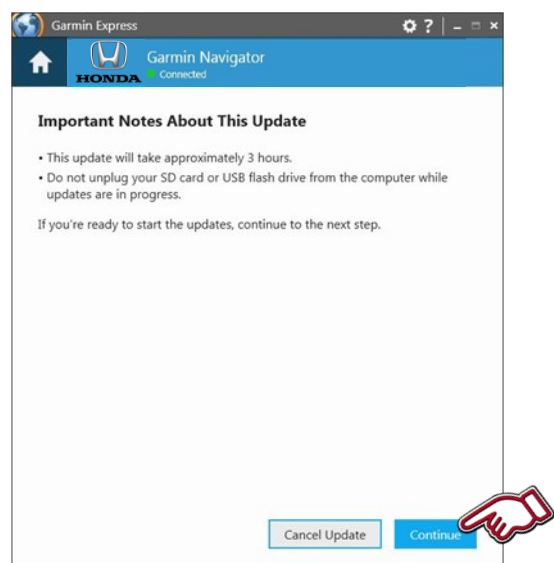 Garmin Express
?
HONDA
Garmin Navigator
Connected
Important Notes About This Update
• This update will take approximately 3 hours.
• Do not unplug your SD card or USB flash drive from the computer while
updates are in progress.
If you're ready to start the updates, continue to the next step.
Cancel Update
Continue